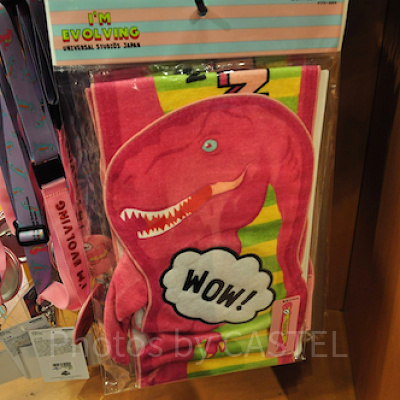 I'M
EVOLVING
UNIVERSAL STUDIOS JAPAN
WOW!
I'M EVOLVING
Photos by CASTEL